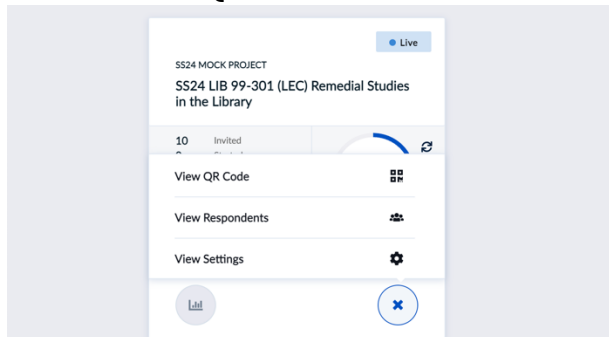 Live
SS24 MOCK PROJECT
SS24 LIB 99-301 (LEC) Remedial Studies
in the Library
10 Invited
View QR Code
View Respondents
View Settings